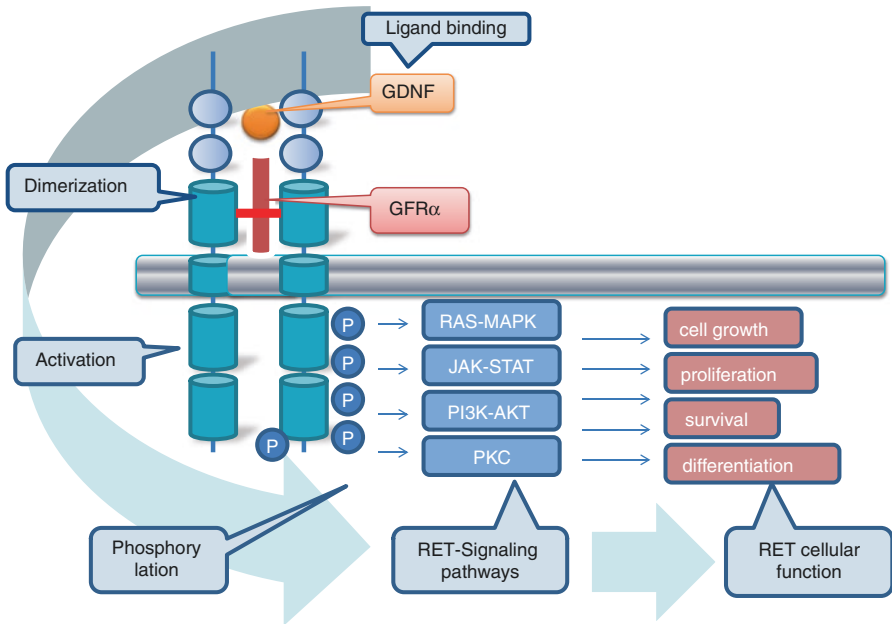 Ligand binding
GDNF
Dimerization
GFRα
Activation
P
P
P
P
P
RAS-MAPK
JAK-STAT
PI3K-AKT
PKC
cell growth
proliferation
survival
differentiation
Phosphory
lation
RET-Signaling
pathways
RET cellular
function